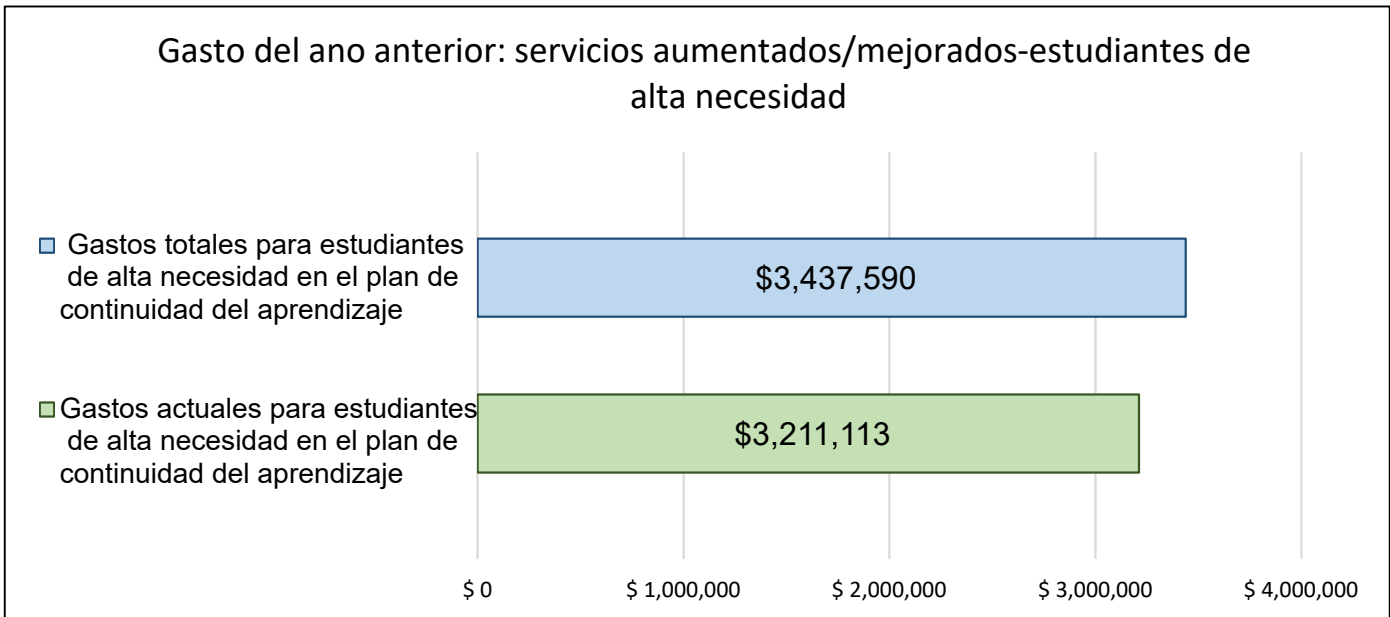 Gasto del ano anterior: servicios aumentados/mejorados-estudiantes de
alta necesidad
Gastos totales para estudiantes
de alta necesidad en el plan de
continuidad del aprendizaje
$3,437,590
Gastos actuales para estudiantes
de alta necesidad en el plan de
continuidad del aprendizaje
$3,211,113
$ 0 $ 1,000,000 $ 2,000,000 $ 3,000,000 $ 4,000,000